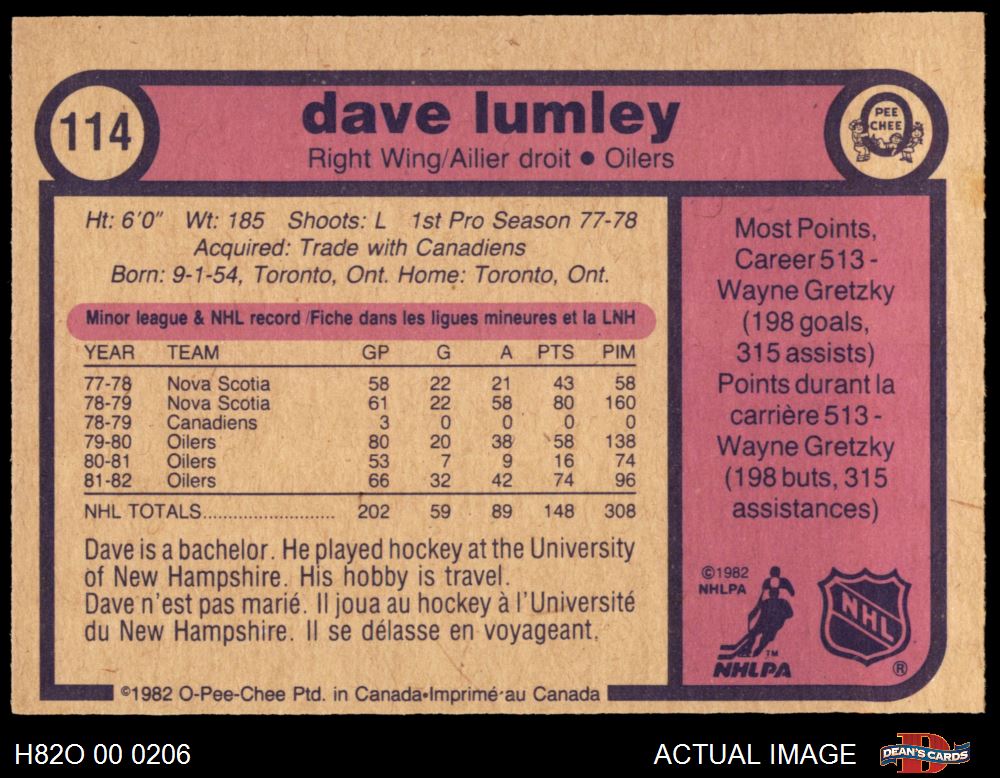 114
dave lumley
PEE
CHEE
Right Wing/Ailier droit ● Oilers
Ht: 6'0" Wt: 185 Shoots: L 1st Pro Season 77-78
Acquired: Trade with Canadiens
Born: 9-1-54, Toronto, Ont. Home: Toronto, Ont.
Minor league & NHL record /Fiche dans les ligues mineures et la LNH
YEAR TEAM GP G A PTS PIM
77-78 Nova Scotia 58 22 21 43 58
78-79 Nova Scotia 61 22 58 80 160
78-79 Canadiens 3 0 0 0 0
79-80 Oilers 80 20 38 58 138
80-81 Oilers 53 7 9 16 74
81-82 Oilers 66 32 42 74 96
NHL TOTALS........................... 202 59 89 148 308
Dave is a bachelor. He played hockey at the University
of New Hampshire. His hobby is travel.
Dave n'est pas marié. Il joua au hockey à l'Université
du New Hampshire. Il se délasse en voyageant.
©1982 O-Pee-Chee Ptd. in Canada•Imprimé au Canada
Most Points,
Career 513 -
Wayne Gretzky
(198 goals,
315 assists)
Points durant la
carrière 513 -
Wayne Gretzky
(198 buts, 315
assistances)
©1982
NHLPA
TM
NHLPA
NHL
®
H82O 00 0206
ACTUAL IMAGE
DEAN'S CARDS